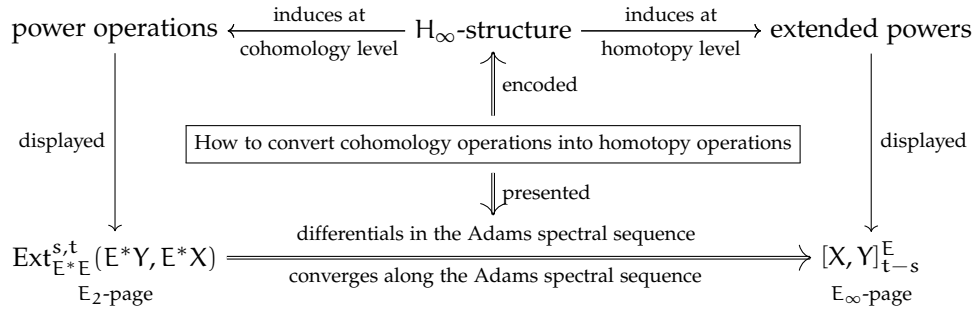 power operations induces at H∞-structure induces at extended powers
cohomology level homotopy level
encoded
displayed How to convert cohomology operations into homotopy operations displayed
presented
differentials in the Adams spectral sequence
Ext^{s,t}_{E*E}(E*Y, E*X) [X, Y]^E_{t−s}
converges along the Adams spectral sequence
E₂-page E∞-page